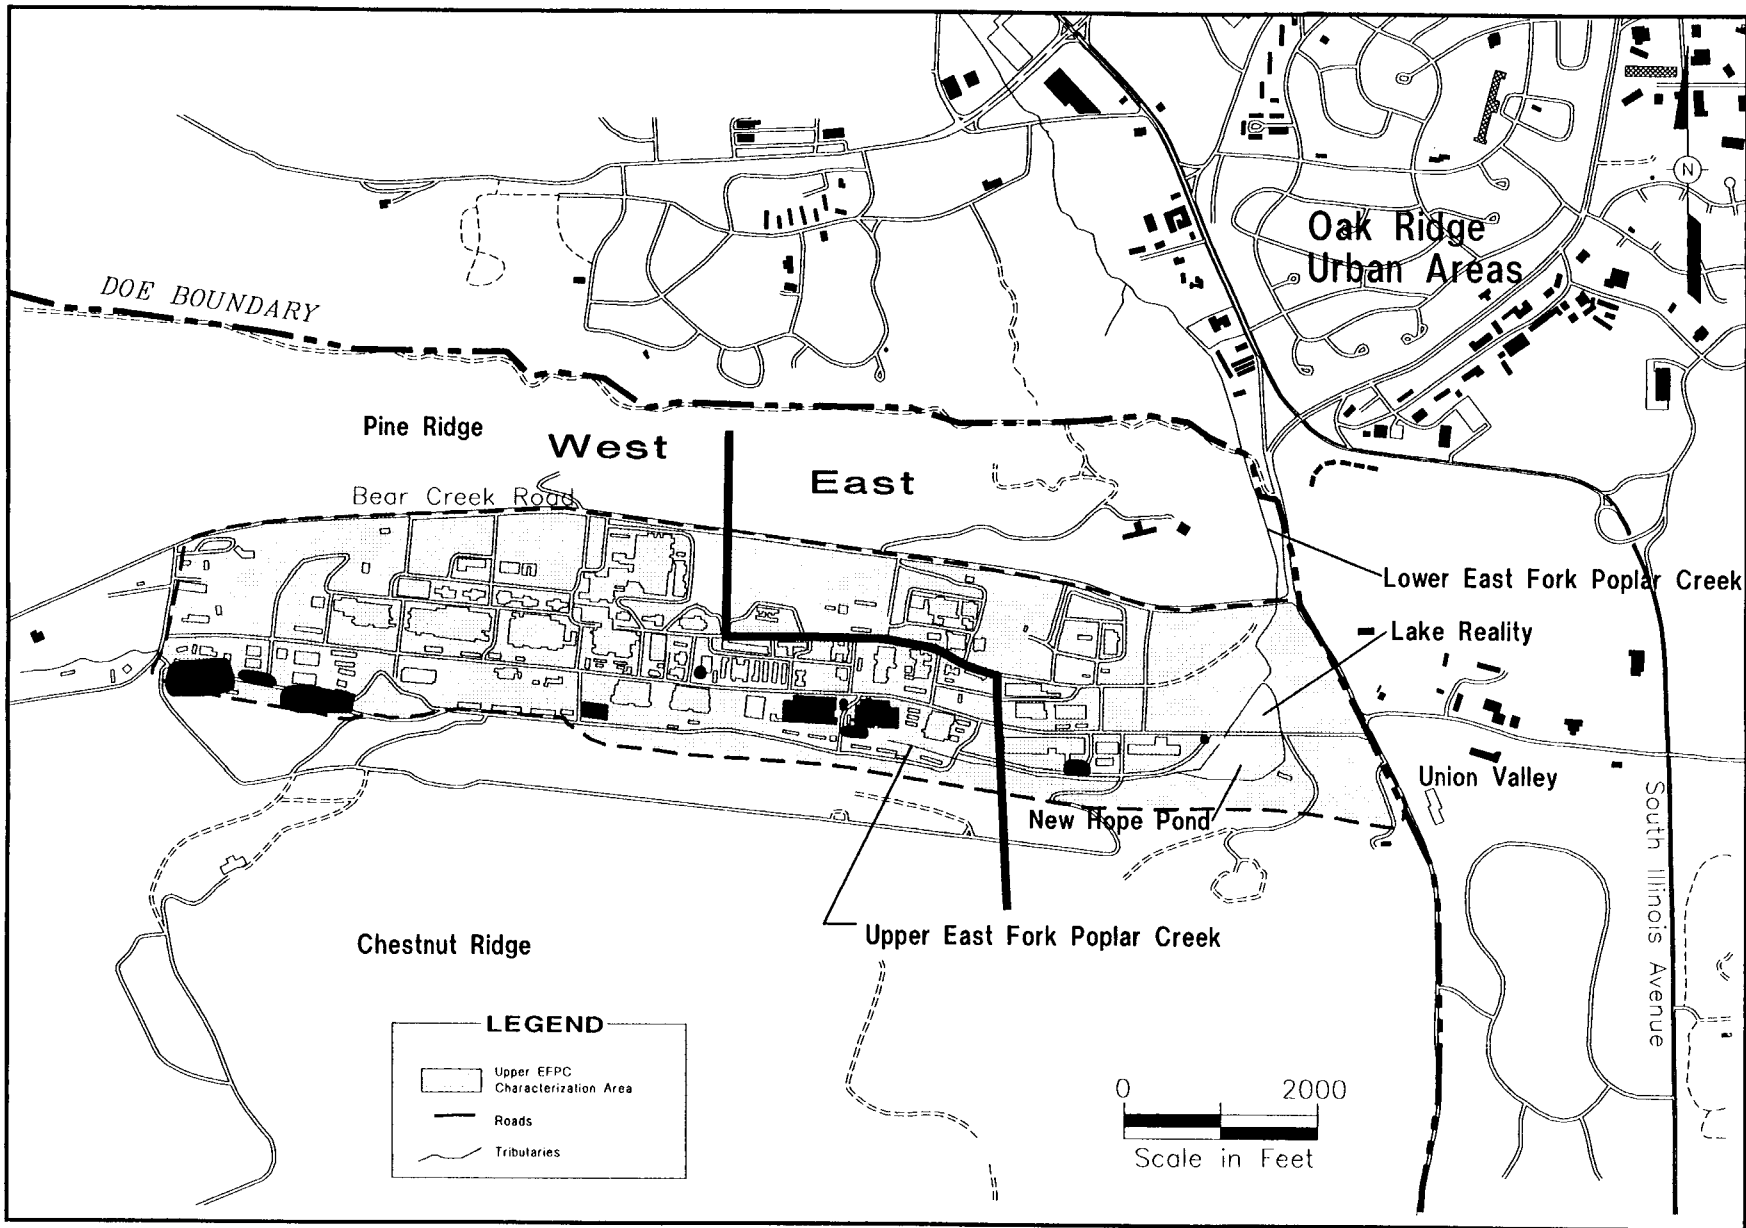 N
Oak Ridge
Urban Areas
DOE BOUNDARY
Pine Ridge
West
East
Bear Creek Road
Lower East Fork Poplar Creek
Lake Reality
Union Valley
New Hope Pond
South Illinois Avenue
Upper East Fork Poplar Creek
Chestnut Ridge
LEGEND
Upper EFPC
Characterization Area
Roads
Tributaries
0 2000
Scale in Feet